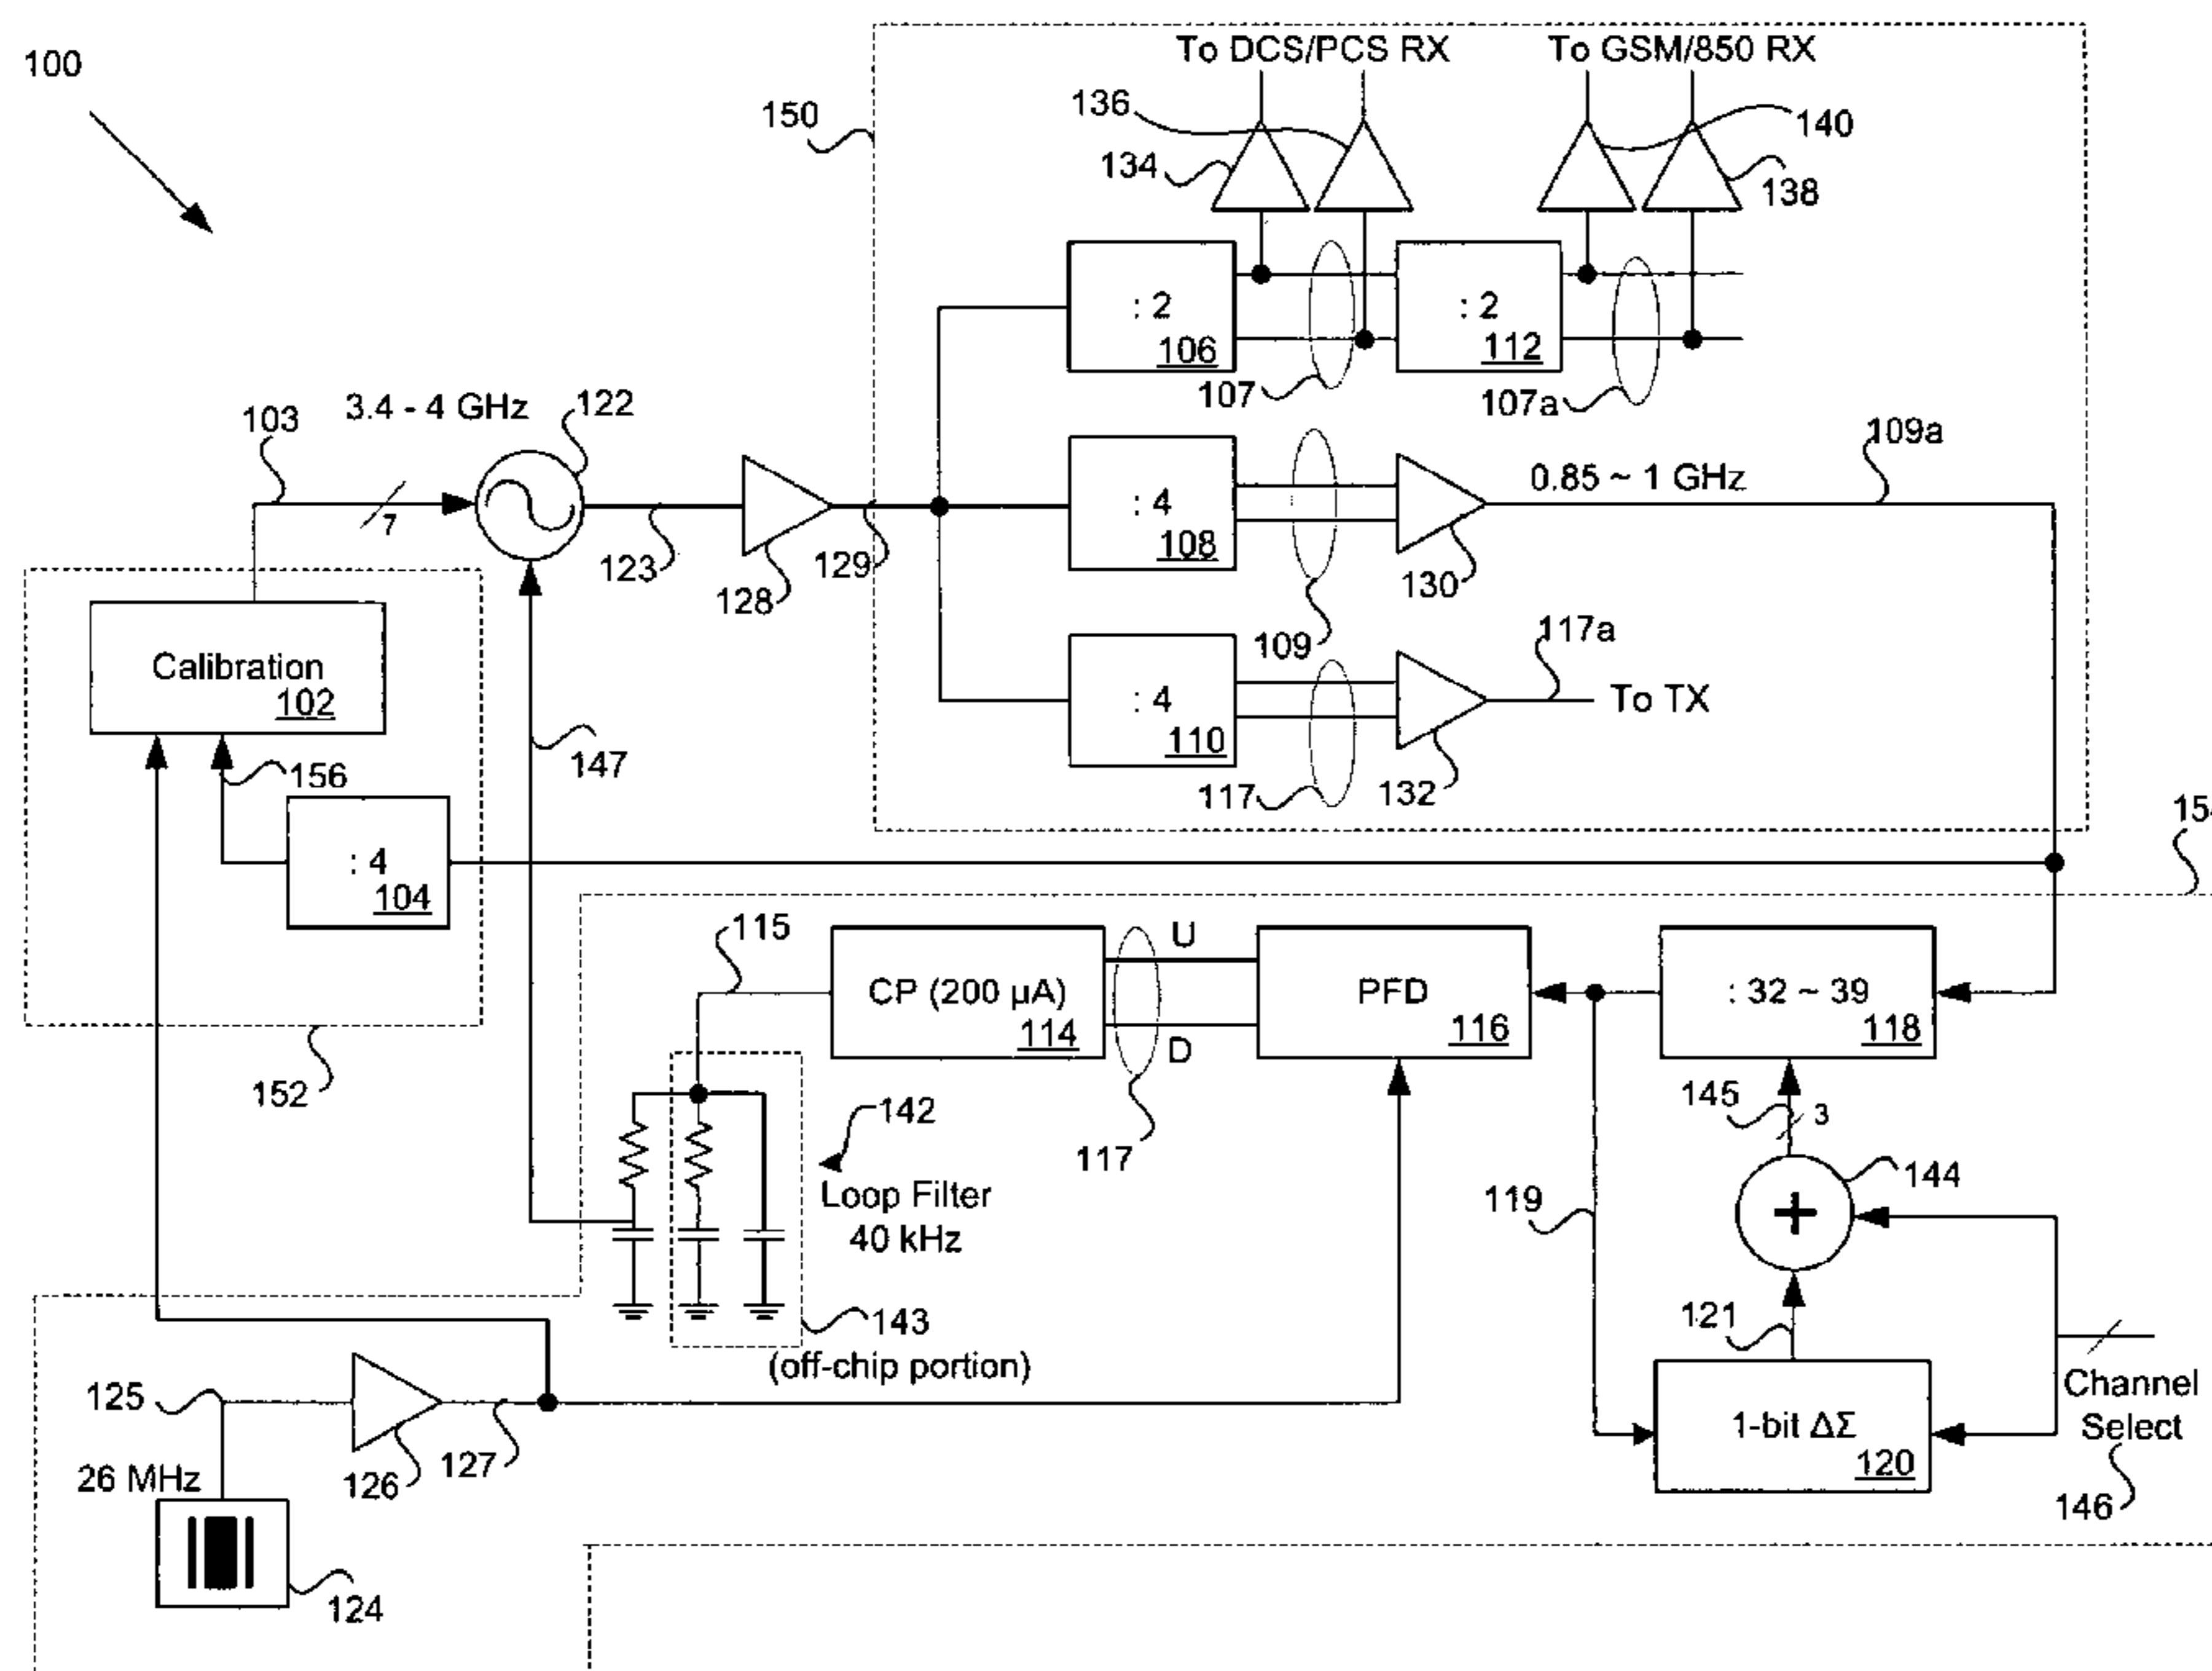 To DCS/PCS RX
To GSM/850 RX
100
150
136
134
140
138
: 2
106
: 2
112
107
107a
103
3.4 - 4 GHz
122
7
123
128
129
: 4
108
109
130
0.85 ~ 1 GHz
109a
: 4
110
117
132
117a
To TX
Calibration
102
156
: 4
104
147
152
115
CP (200 µA)
114
U
D
117
PFD
116
: 32 ~ 39
118
145
3
144
119
121
1-bit ΔΣ
120
Channel
Select
146
142
Loop Filter
40 kHz
143
(off-chip portion)
125
126
127
26 MHz
124